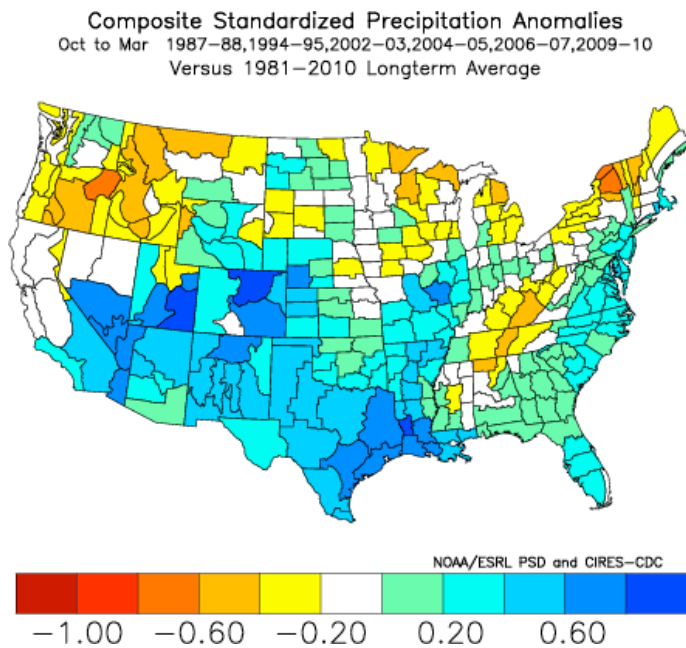 Composite Standardized Precipitation Anomalies
Oct to Mar 1987-88,1994-95,2002-03,2004-05,2006-07,2009-10
Versus 1981-2010 Longterm Average
NOAA/ESRL PSD and CIRES-CDC
-1.00 -0.60 -0.20 0.20 0.60